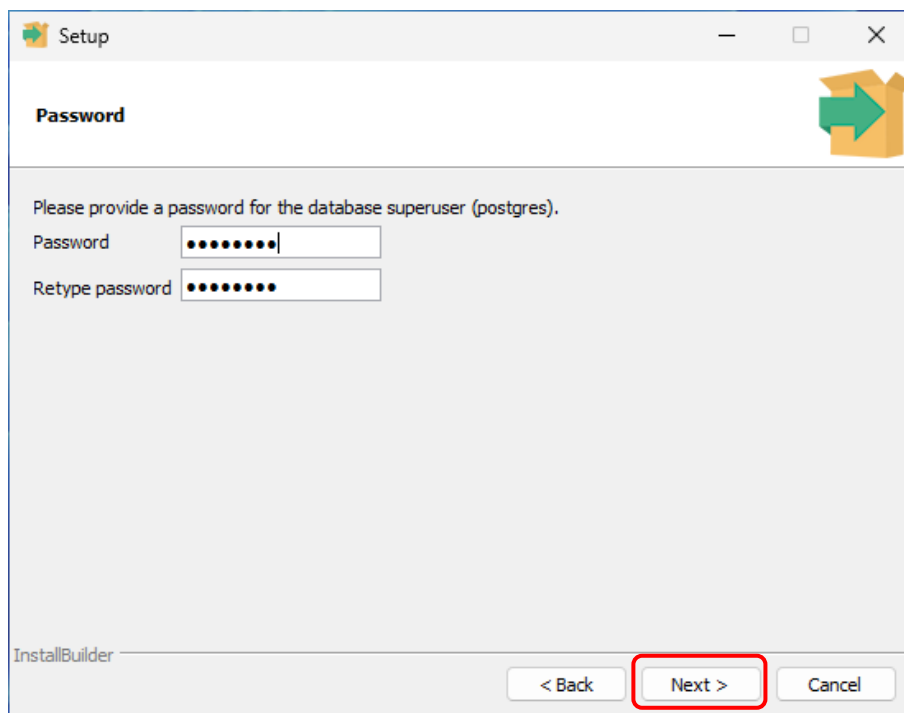 Setup
Password
Please provide a password for the database superuser (postgres).
Password ●●●●●●●●
Retype password ●●●●●●●●
InstallBuilder
< Back Next > Cancel